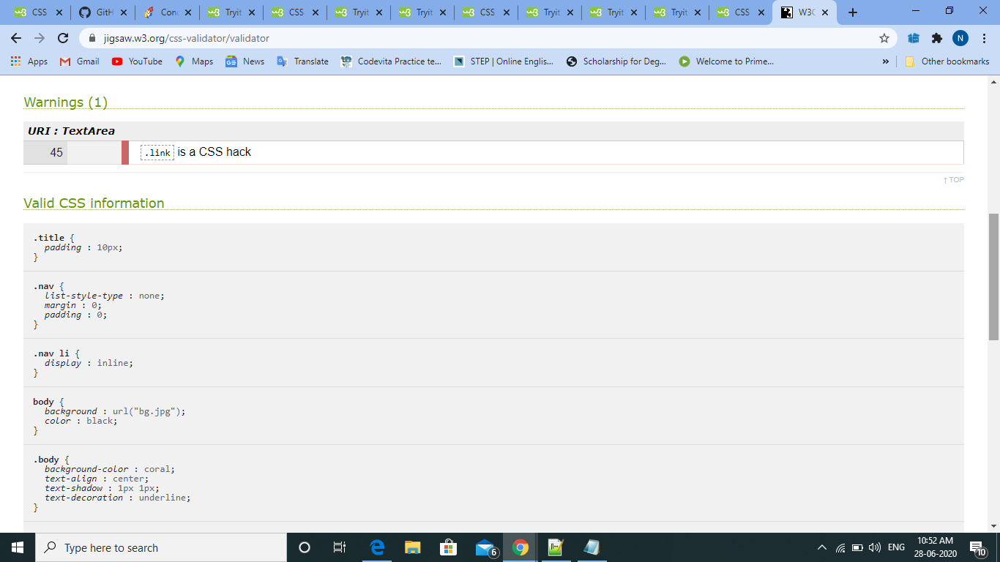 CSS
GitH
Conc
Tryit
CSS
Tryit
Tryit
CSS
Tryit
Tryit
Tryit
CSS
W3C
jigsaw.w3.org/css-validator/validator
N
Apps
Gmail
YouTube
Maps
News
Translate
Codevita Practice te...
STEP | Online Englis...
Scholarship for Deg...
Welcome to Prime...
»
Other bookmarks
Warnings (1)
URI : TextArea
45 .link is a CSS hack
↑ TOP
Valid CSS information
.title {
padding : 10px;
}
.nav {
list-style-type : none;
margin : 0;
padding : 0;
}
.nav li {
display : inline;
}
body {
background : url("bg.jpg");
color : black;
}
.body {
background-color : coral;
text-align : center;
text-shadow : 1px 1px;
text-decoration : underline;
}
Type here to search
6
ENG
10:52 AM
28-06-2020
10